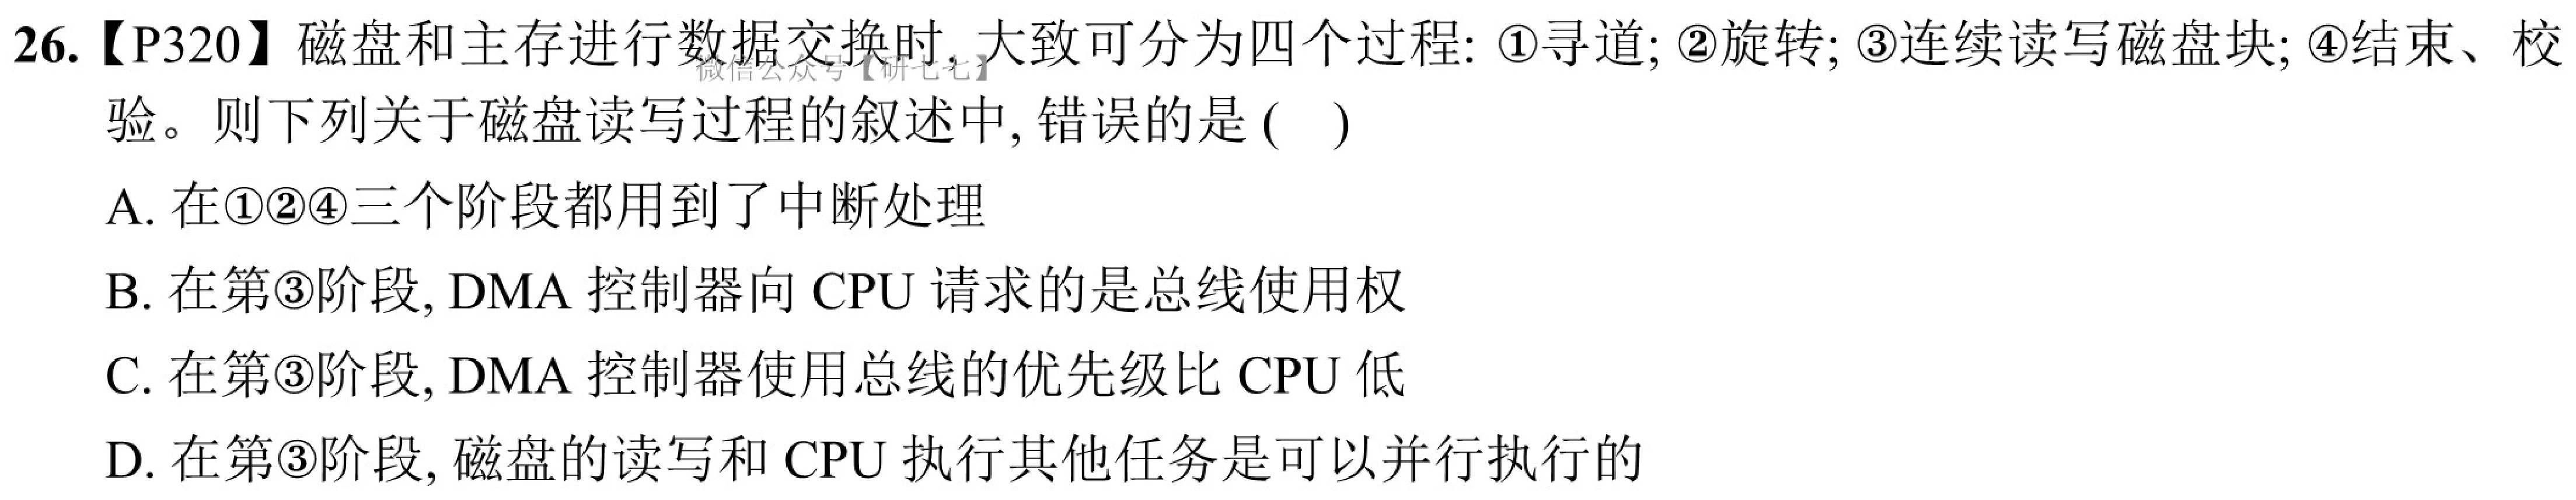 26.【P320】磁盘和主存进行数据交换时, 大致可分为四个过程: ①寻道; ②旋转; ③连续读写磁盘块; ④结束、校
微信公众号【研七七】
验。则下列关于磁盘读写过程的叙述中, 错误的是 (    )
A. 在①②④三个阶段都用到了中断处理
B. 在第③阶段, DMA 控制器向 CPU 请求的是总线使用权
C. 在第③阶段, DMA 控制器使用总线的优先级比 CPU 低
D. 在第③阶段, 磁盘的读写和 CPU 执行其他任务是可以并行执行的